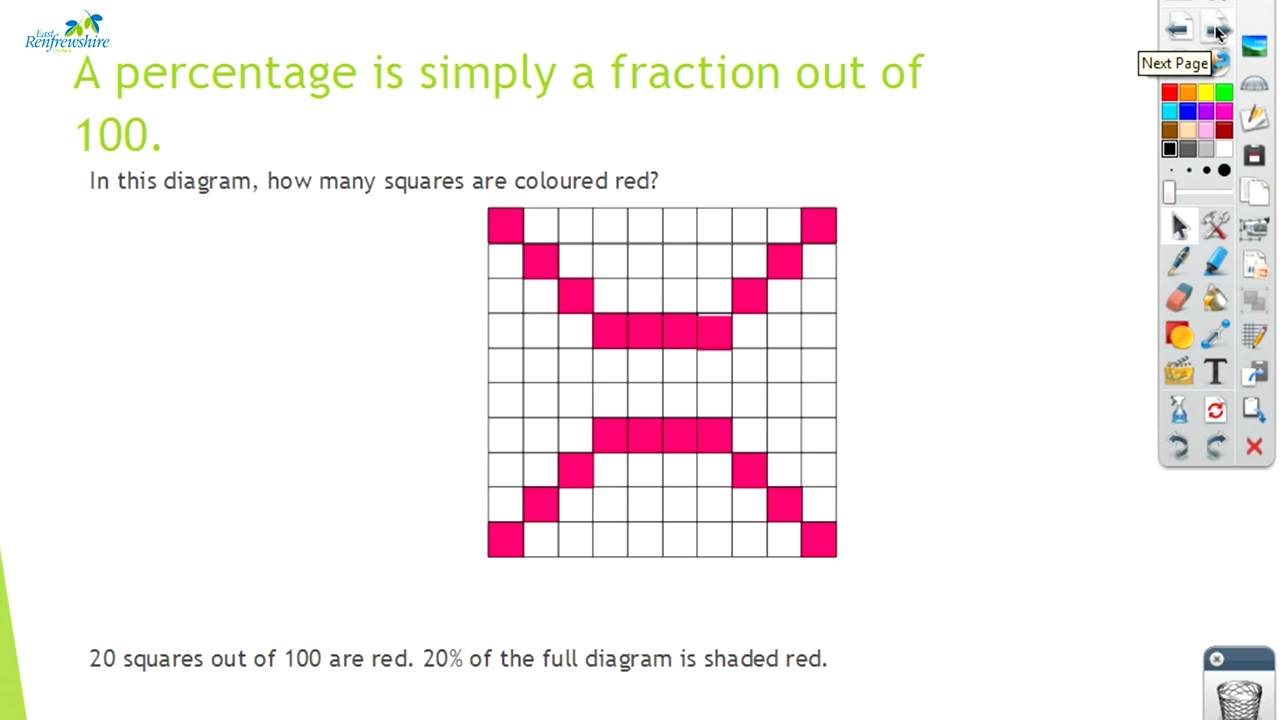 East
Renfrewshire
COUNCIL
A percentage is simply a fraction out of
100.
Next Page
In this diagram, how many squares are coloured red?
T
20 squares out of 100 are red. 20% of the full diagram is shaded red.